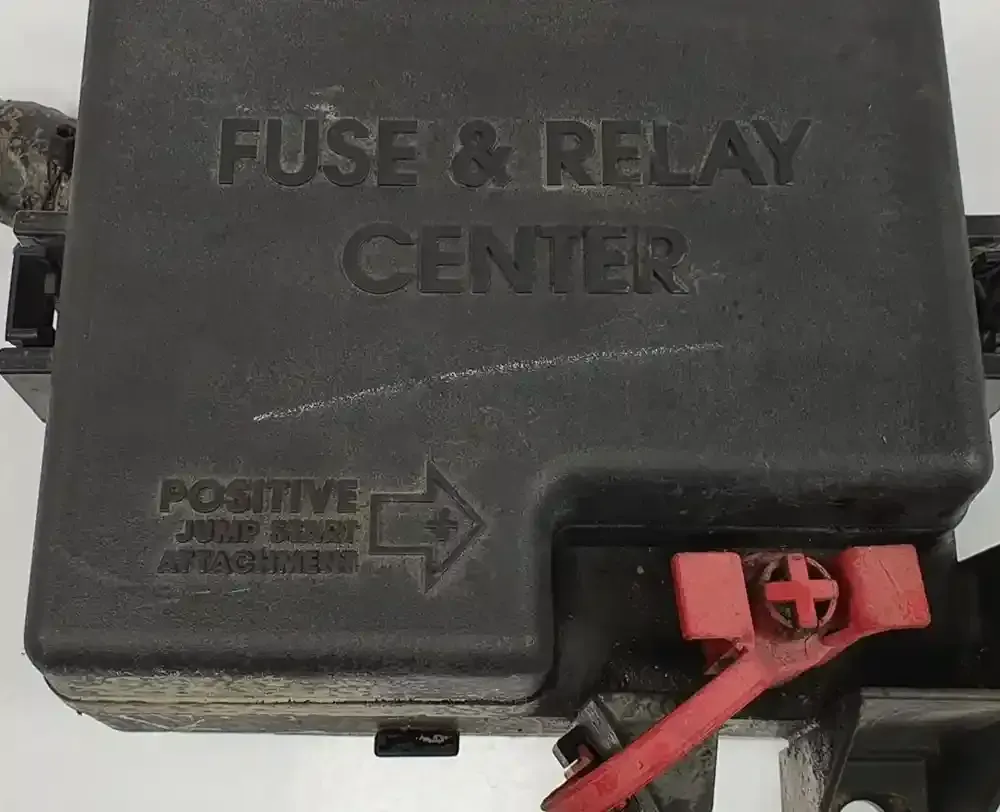 FUSE & RELAY
CENTER
POSITIVE
JUMP START
ATTACHMENT
+